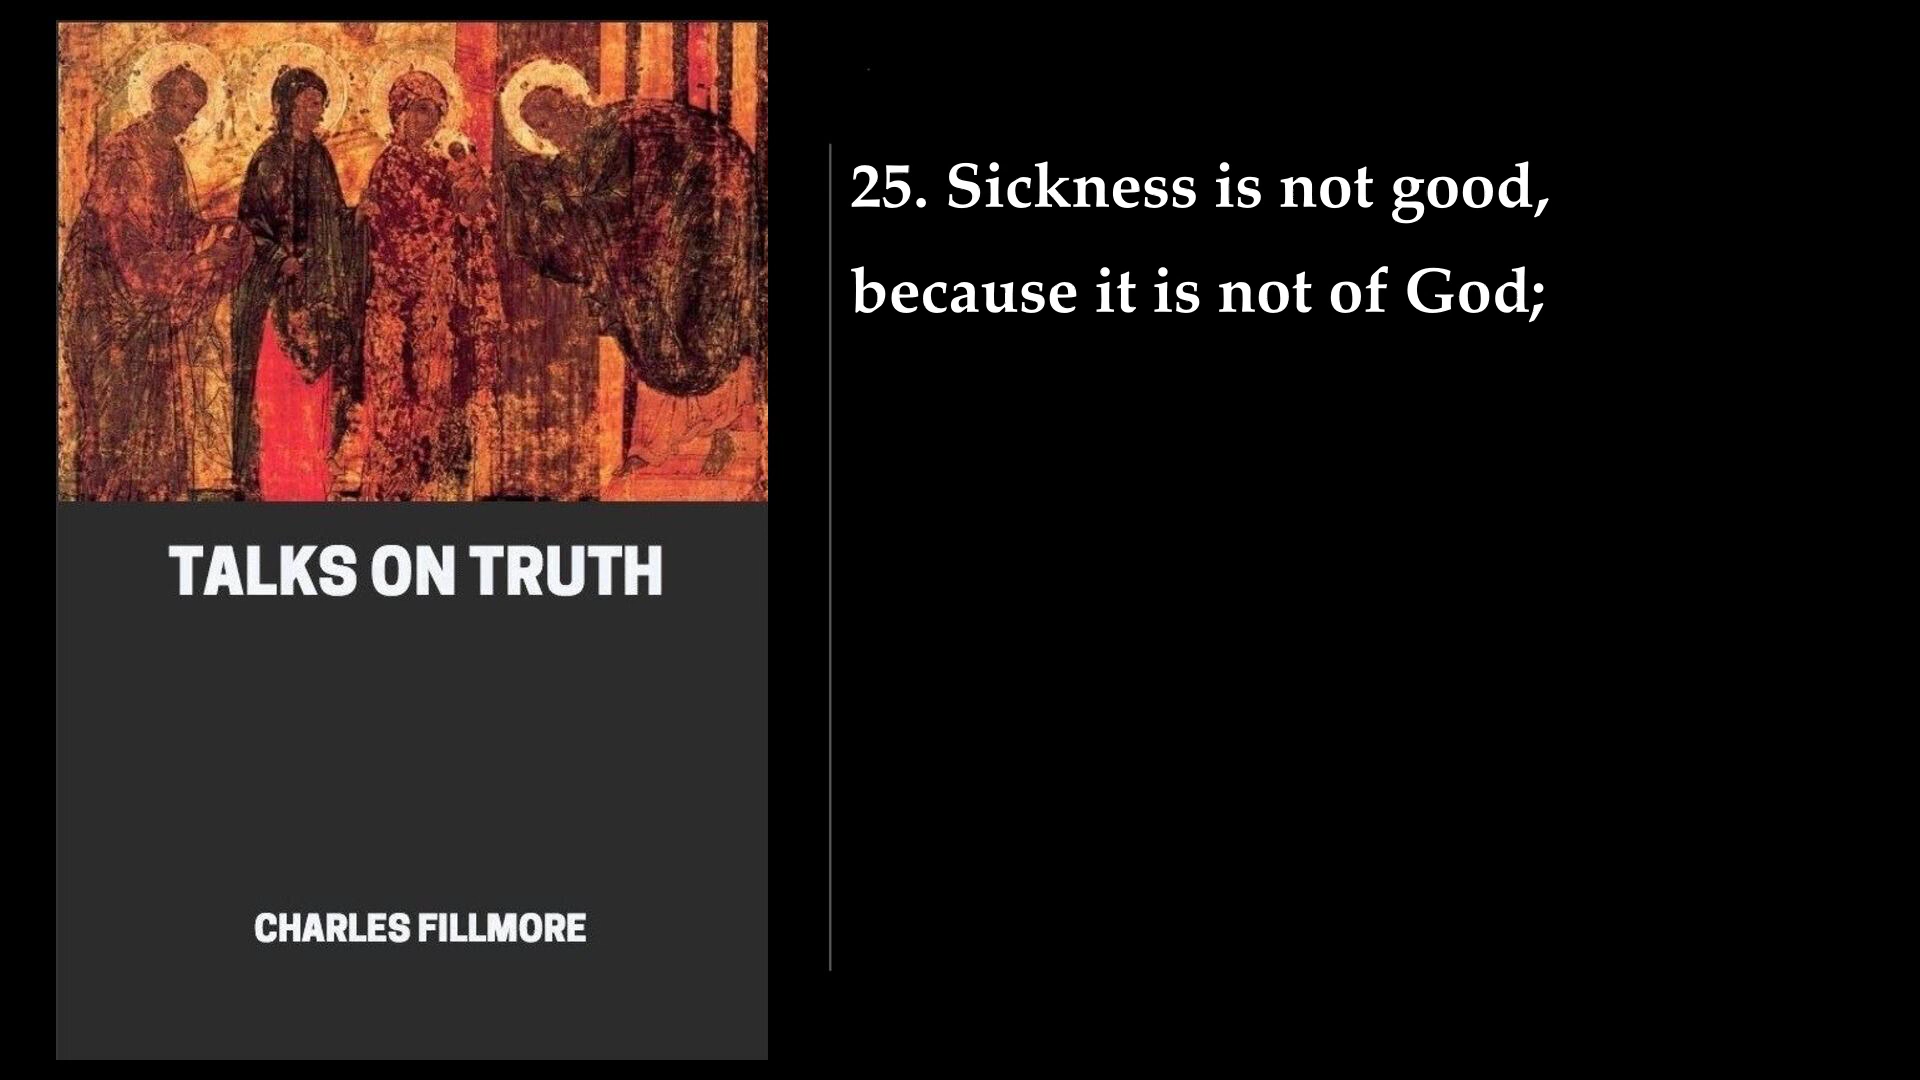 TALKS ON TRUTH
CHARLES FILLMORE
25. Sickness is not good,
because it is not of God;